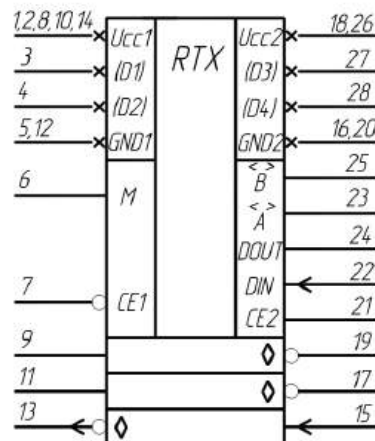 1,2,8,10,14 Ucc1 RTX Ucc2 18,26
3 (D1) (D3) 27
4 (D2) (D4) 28
5,12 GND1 GND2 16,20
< > 25
6 M B
< > 23
A
DOUT 24
DIN 22
7 CE1 CE2 21
9 19
11 17
13 15